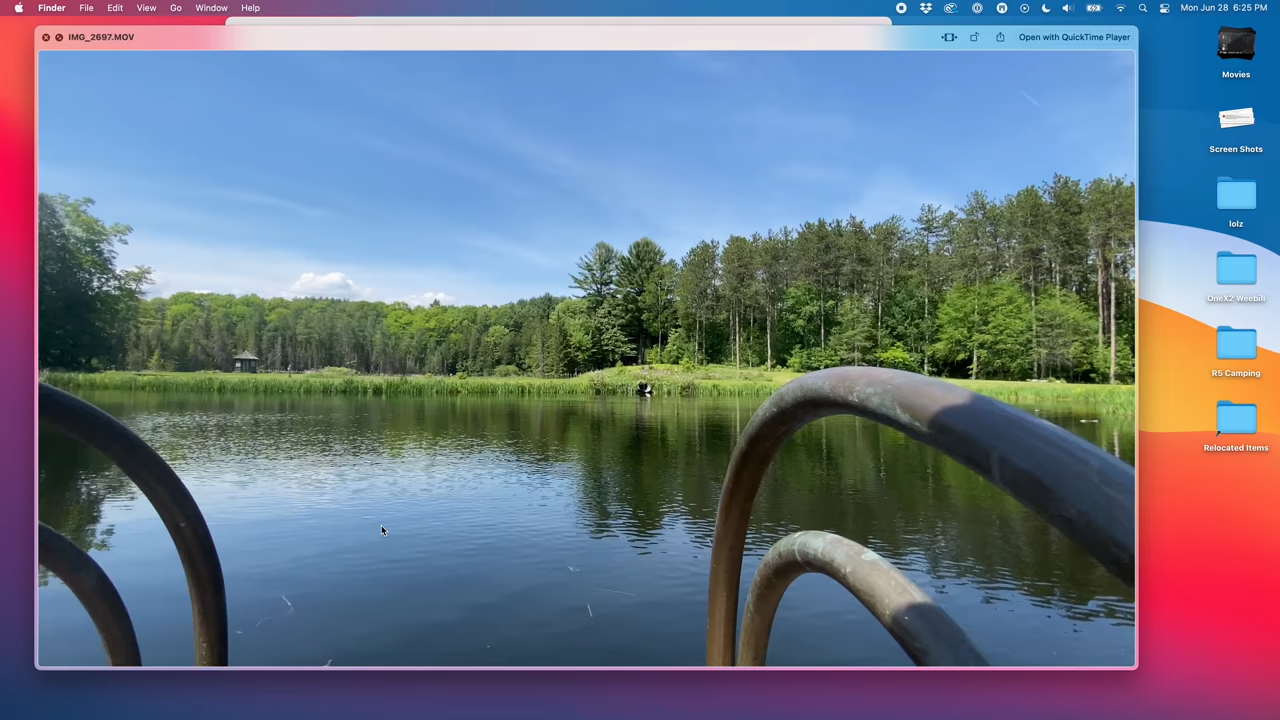 Finder File Edit View Go Window Help Mon Jun 28 6:25 PM
IMG_2697.MOV Open with QuickTime Player
Movies
Screen Shots
lolz
OneX2 Weebill
R5 Camping
Relocated Items